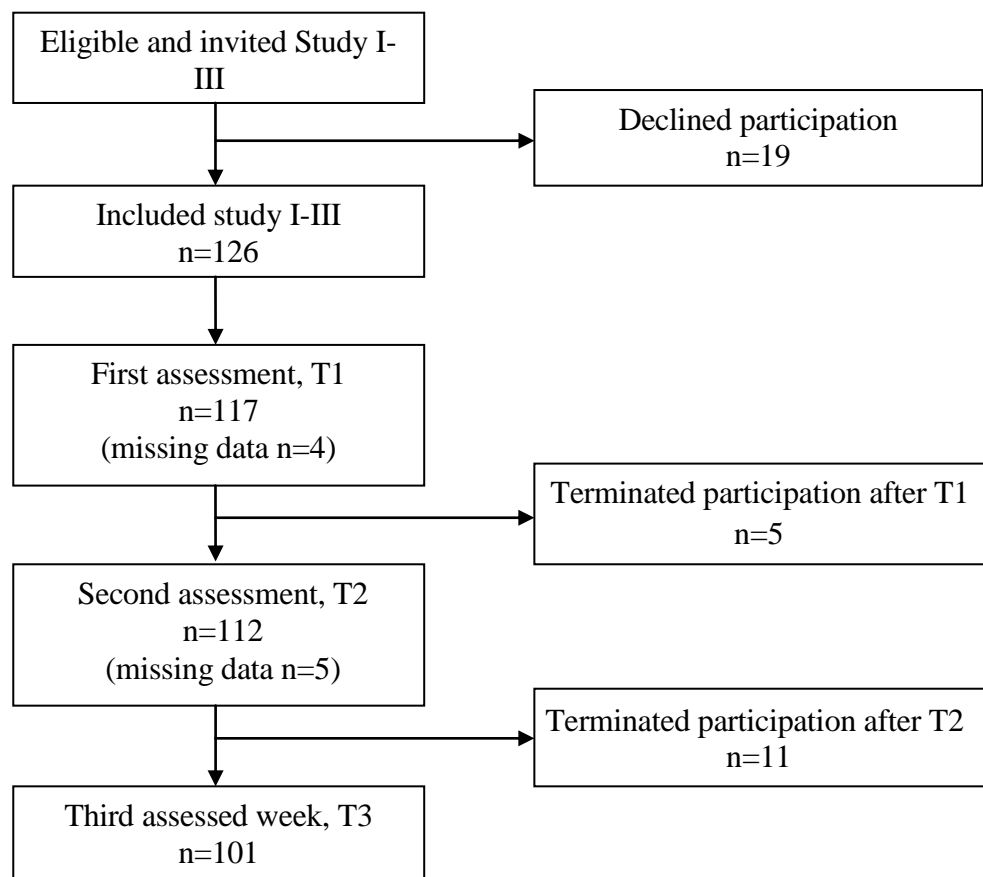 Eligible and invited Study I-
III
Declined participation
n=19
Included study I-III
n=126
First assessment, T1
n=117
(missing data n=4)
Terminated participation after T1
n=5
Second assessment, T2
n=112
(missing data n=5)
Terminated participation after T2
n=11
Third assessed week, T3
n=101